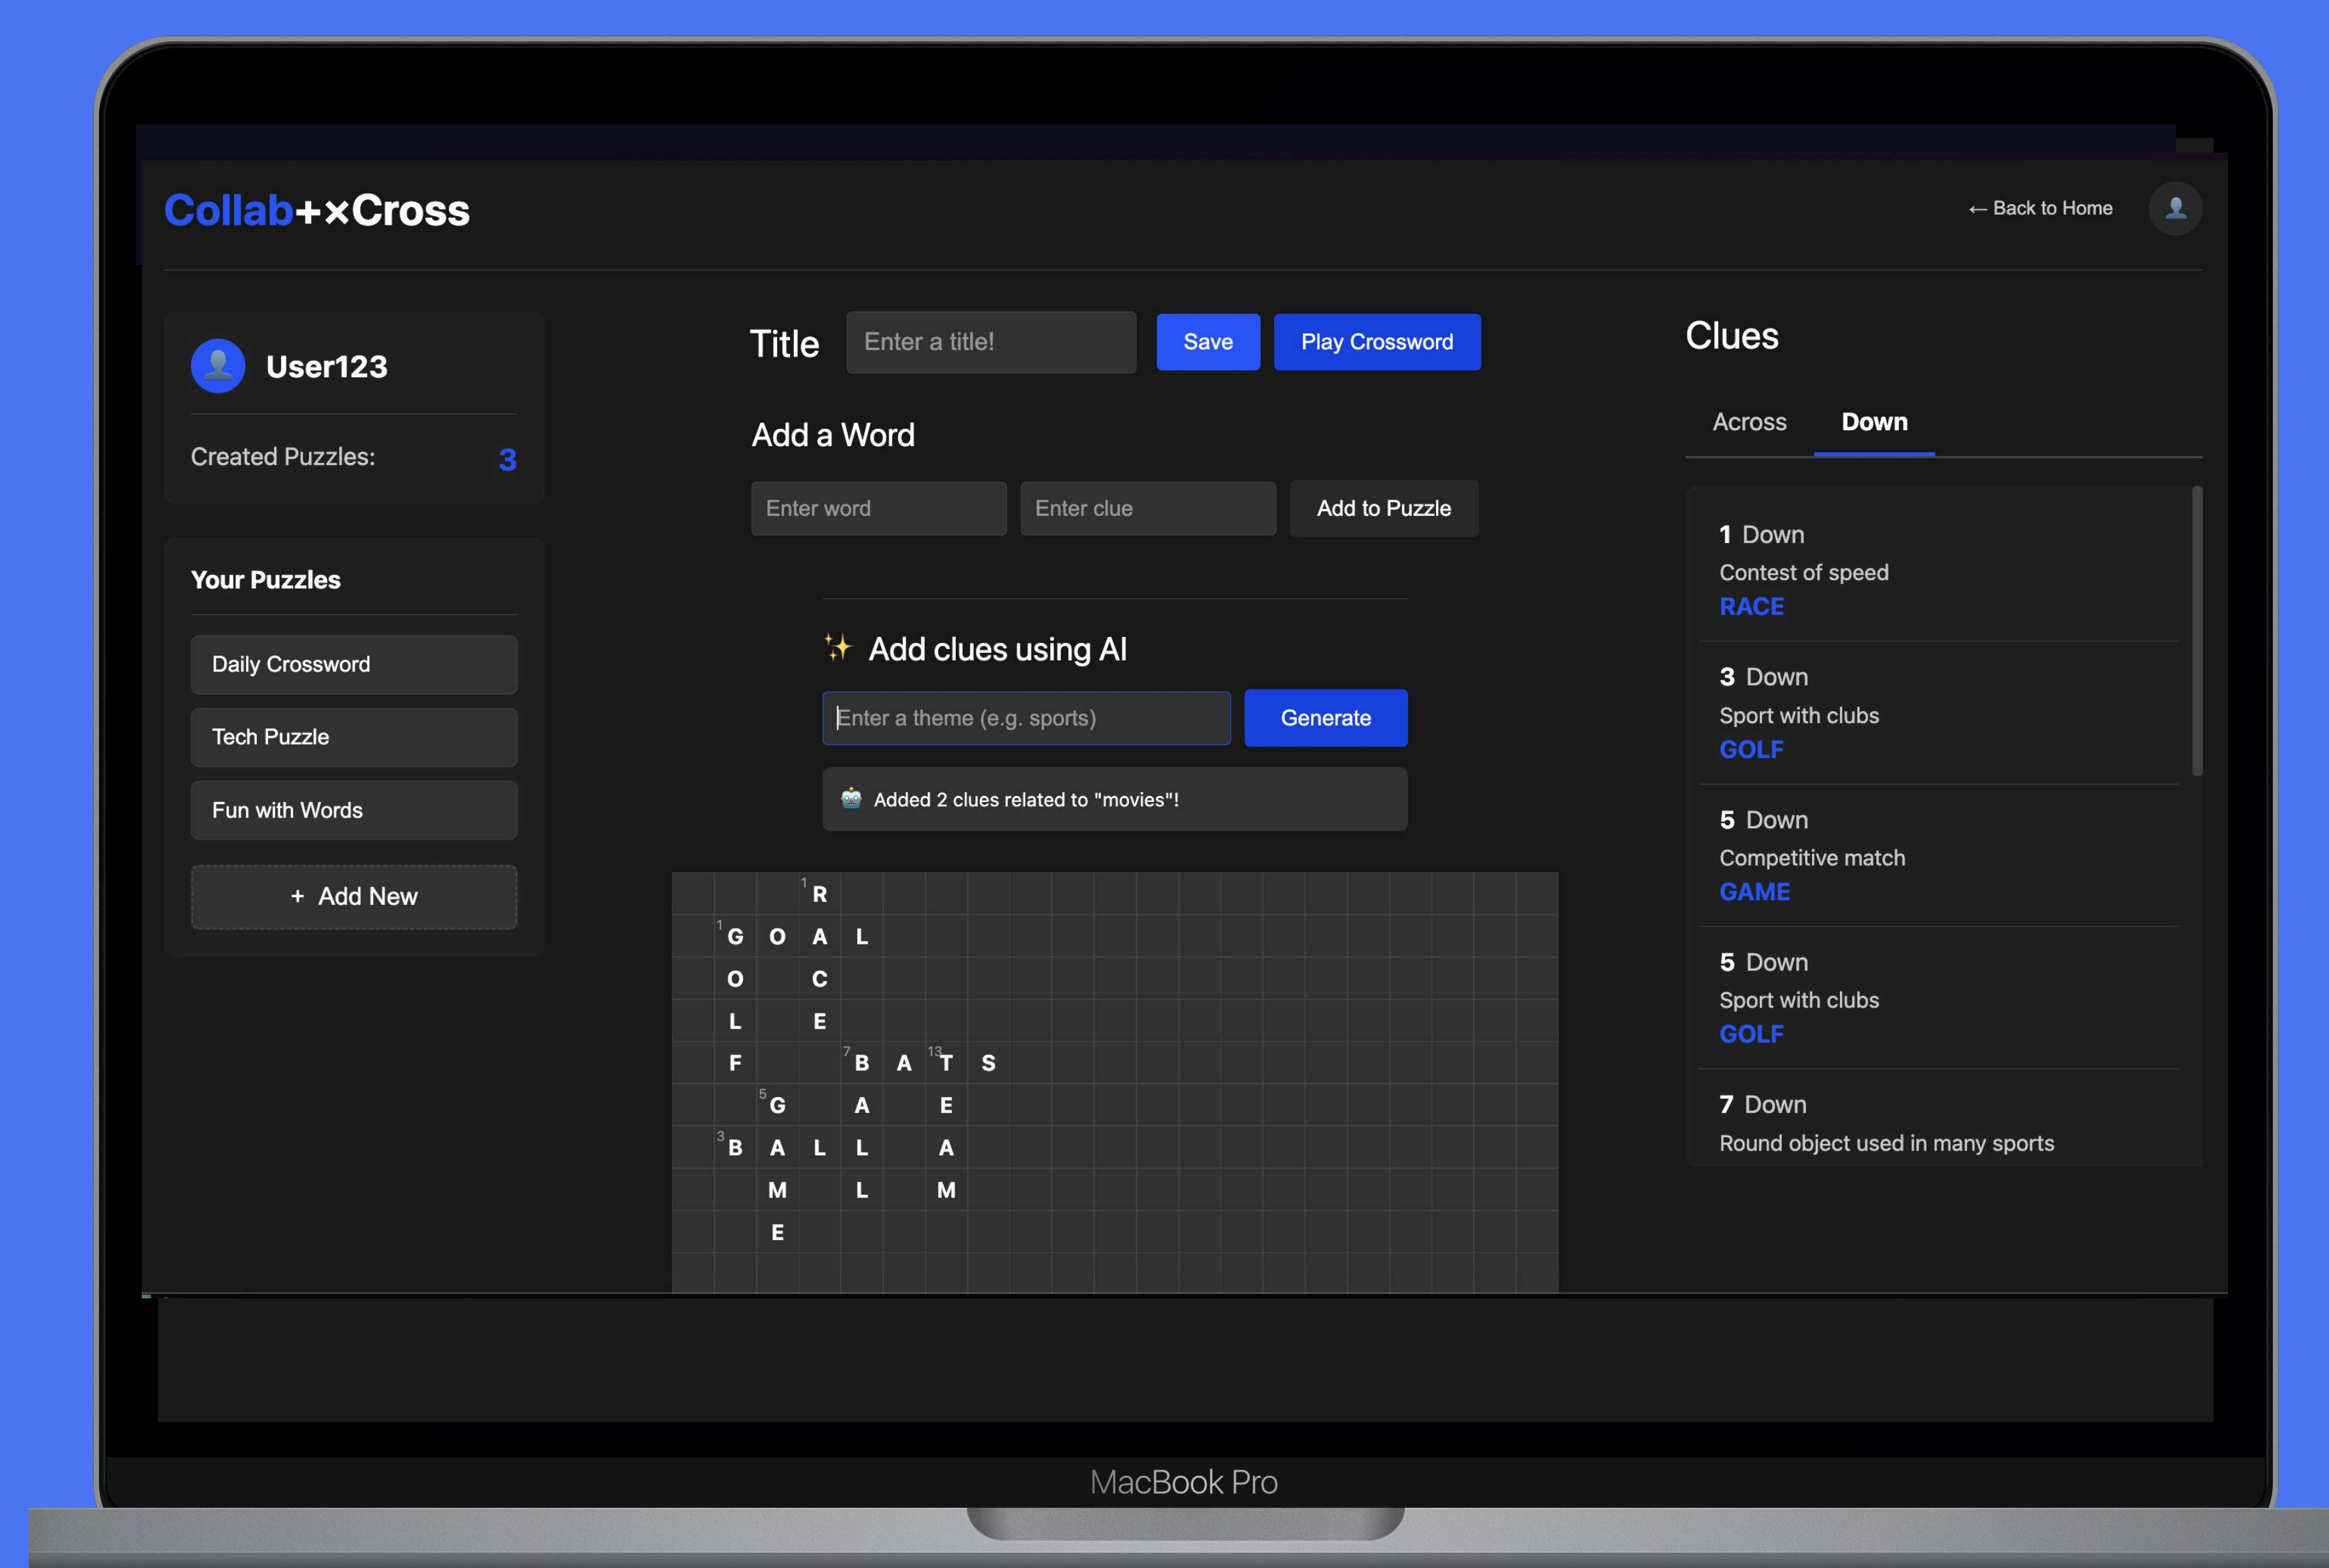 Collab+×Cross
← Back to Home
User123
Created Puzzles: 3
Your Puzzles
Daily Crossword
Tech Puzzle
Fun with Words
+ Add New
Title Enter a title! Save Play Crossword
Add a Word
Enter word Enter clue Add to Puzzle
✨ Add clues using AI
Enter a theme (e.g. sports) Generate
🤖 Added 2 clues related to "movies"!
1 R
1 G O A L
O C
L E
F 7 B A 13 T S
5 G A E
3 B A L L A
M L M
E
Clues
Across Down
1 Down
Contest of speed
RACE
3 Down
Sport with clubs
GOLF
5 Down
Competitive match
GAME
5 Down
Sport with clubs
GOLF
7 Down
Round object used in many sports
MacBook Pro